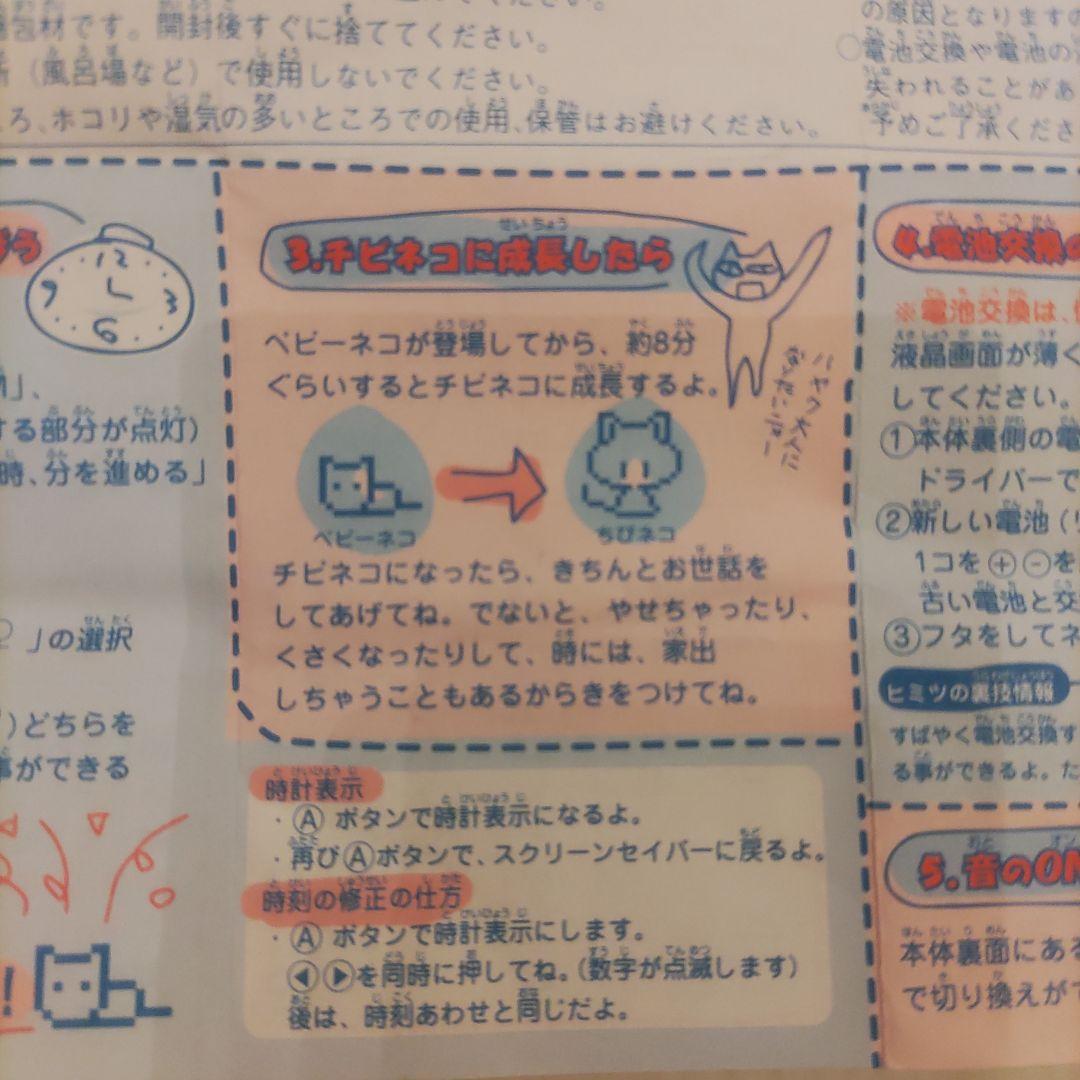 包材です。開封後すぐに捨ててください。
（風呂場など）で使用しないでください。
ろ、ホコリや湿気の多いところでの使用、保管はお避けください。
の原因となりますの
○電池交換や電池の
失われることがあ
予めご了承くださ
12
3
6
9
する部分が点灯）
時、分を進める」
」の選択
)どちらを
事ができる
!
3.チビネコに成長したら
ベビーネコが登場してから、約8分
ぐらいするとチビネコに成長するよ。
ハヤク大人に
ベビーネコ
ちびネコ
チビネコになったら、きちんとお世話を
してあげてね。でないと、やせちゃったり、
くさくなったりして、時には、家出
しちゃうこともあるからきをつけてね。
時計表示
・Ⓐ ボタンで時計表示になるよ。
・再びⒶボタンで、スクリーンセイバーに戻るよ。
時刻の修正の仕方
・Ⓐ ボタンで時計表示にします。
◀▶を同時に押してね。（数字が点滅します）
後は、時刻あわせと同じだよ。
4.電池交換の
※電池交換は、
液晶画面が薄く
してください。
①本体裏側の電
ドライバーで
②新しい電池（
1コを⊕⊖を
古い電池と交
③フタをしてネ
ヒミツの裏技情報
すばやく電池交換す
る事ができるよ。た
5.音のON
本体裏面にある
で切り換えがで